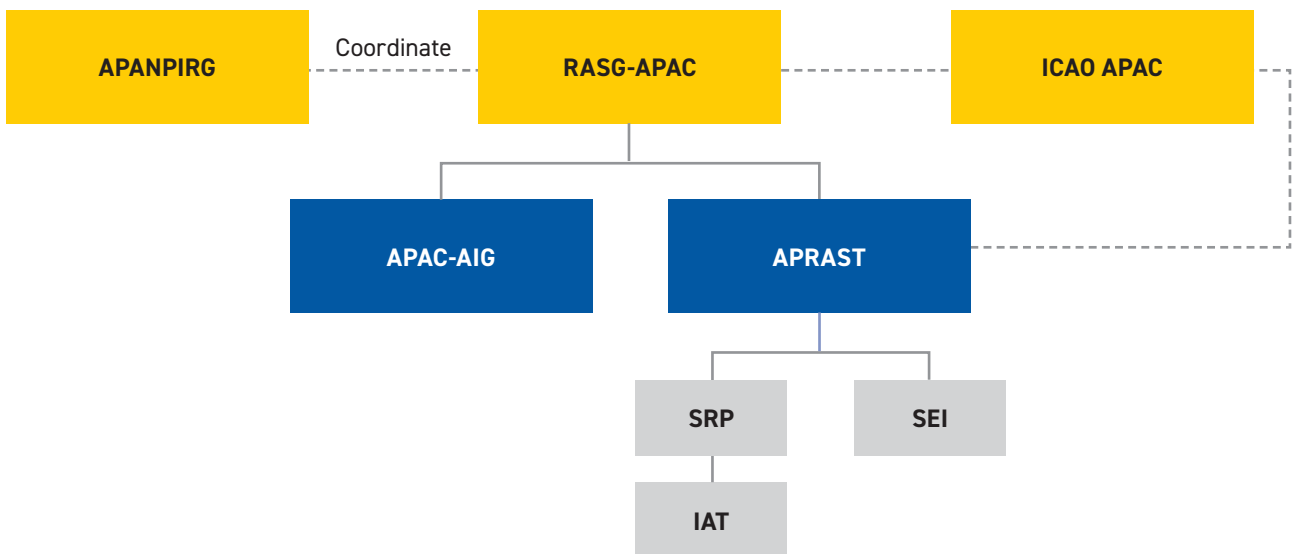 APANPIRG
Coordinate
RASG-APAC
ICAO APAC
APAC-AIG
APRAST
SRP
SEI
IAT